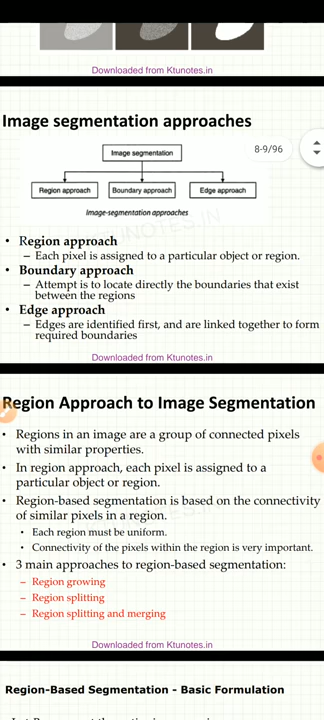 Downloaded from Ktunotes.in
Image segmentation approaches
8-9/96
Image segmentation
Region approach
Boundary approach
Edge approach
Image-segmentation approaches
• Region approach
– Each pixel is assigned to a particular object or region.
• Boundary approach
– Attempt is to locate directly the boundaries that exist
between the regions
• Edge approach
– Edges are identified first, and are linked together to form
required boundaries
Downloaded from Ktunotes.in
Region Approach to Image Segmentation
• Regions in an image are a group of connected pixels
with similar properties.
• In region approach, each pixel is assigned to a
particular object or region.
• Region-based segmentation is based on the connectivity
of similar pixels in a region.
• Each region must be uniform.
• Connectivity of the pixels within the region is very important.
• 3 main approaches to region-based segmentation:
– Region growing
– Region splitting
– Region splitting and merging
Downloaded from Ktunotes.in
Region-Based Segmentation - Basic Formulation